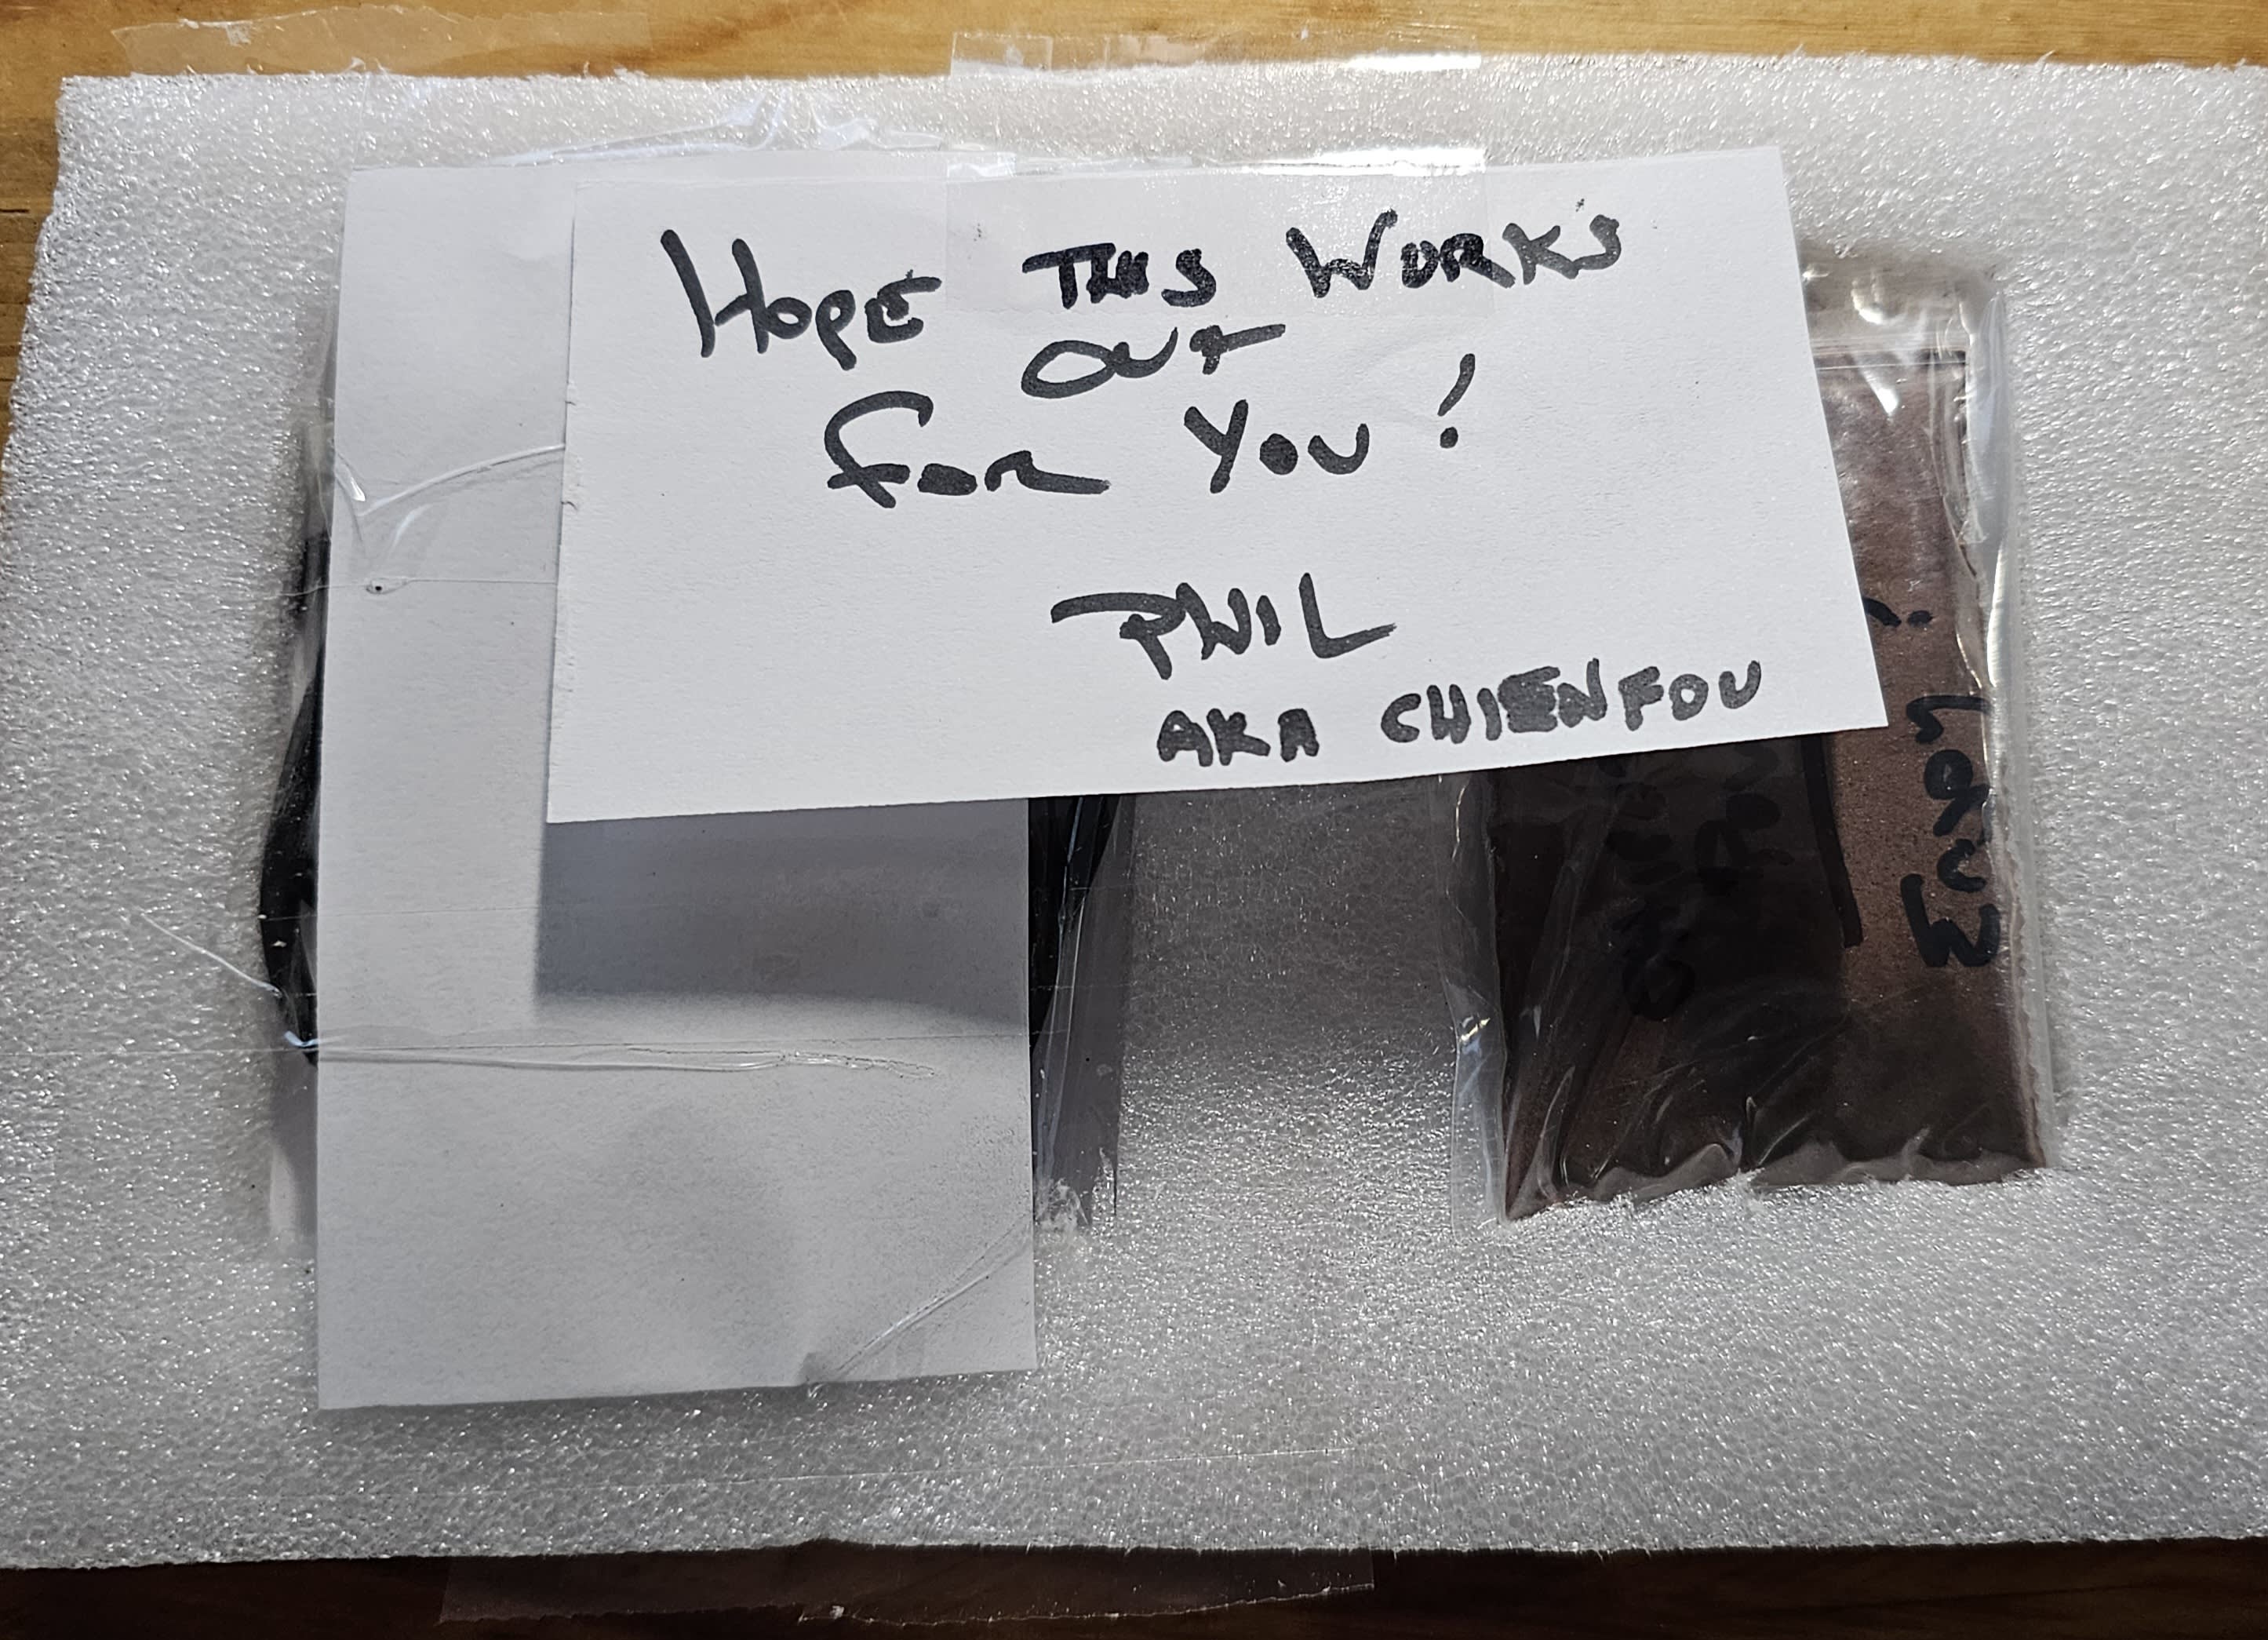 HOPE THIS WORKS
OUT
FOR YOU!
PHIL
AKA CHIENFOU